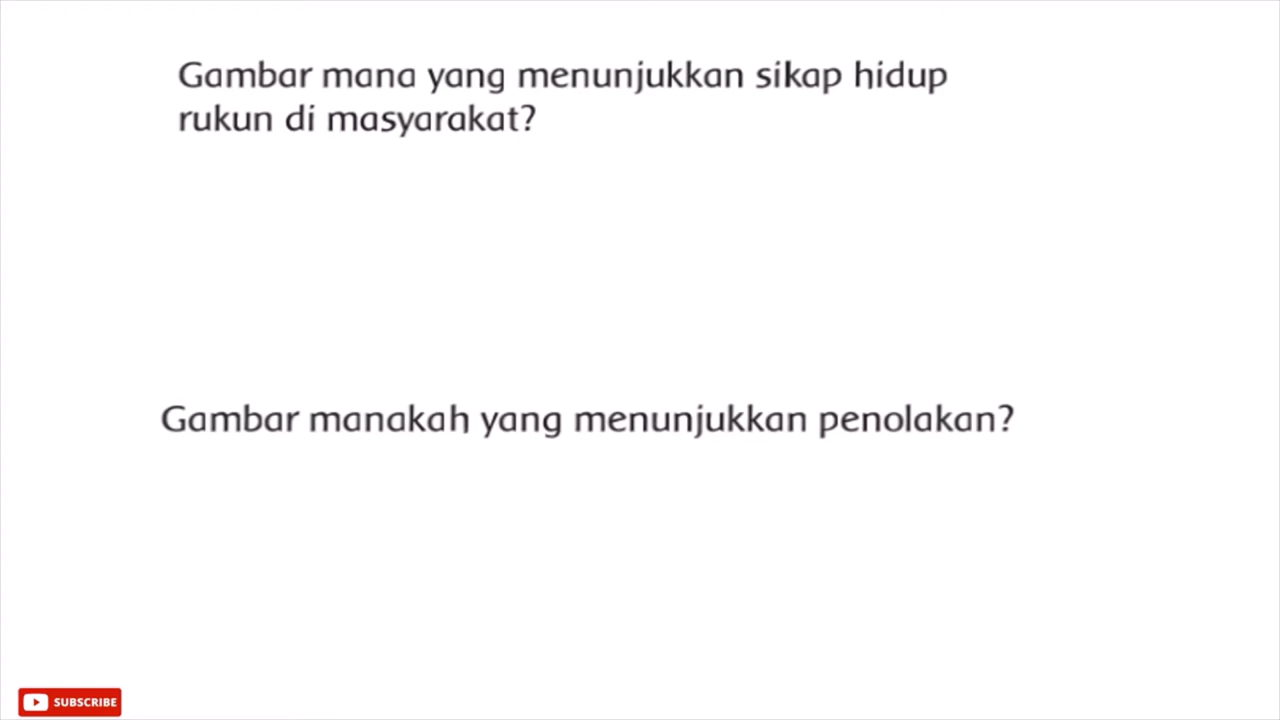 Gambar mana yang menunjukkan sikap hidup
rukun di masyarakat?
Gambar manakah yang menunjukkan penolakan?
SUBSCRIBE